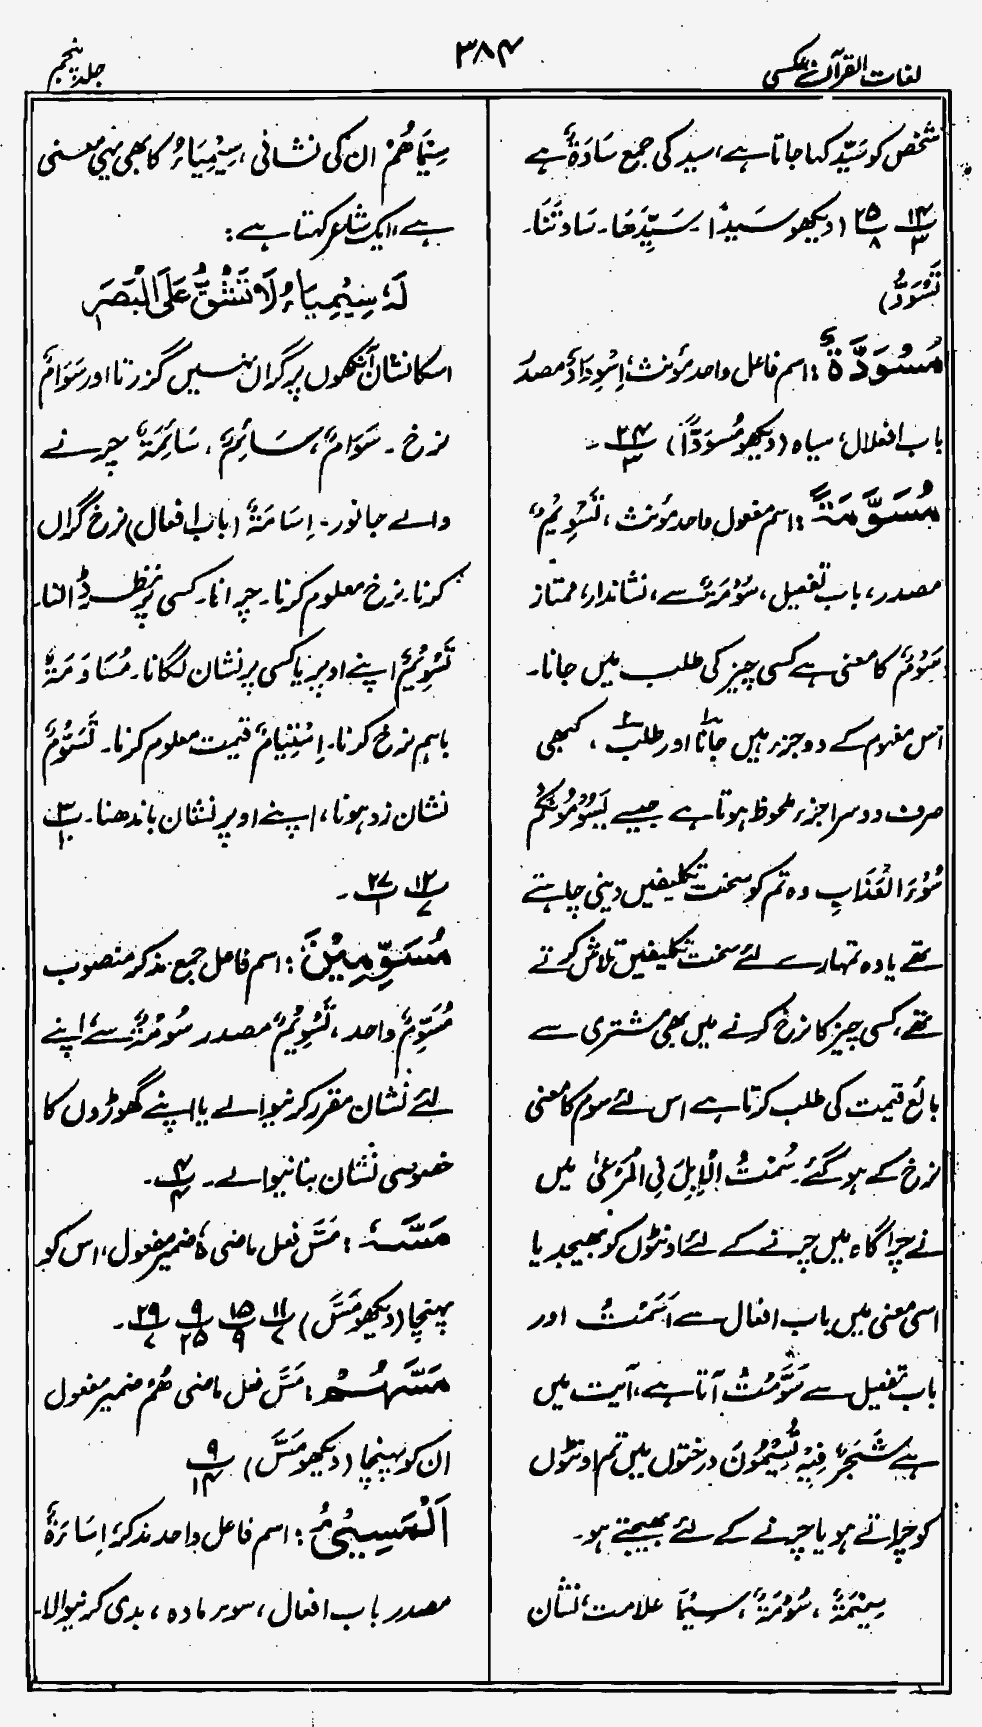 لغات القرآن عکسی
۳۸۴
جلد پنجم
شخص کو سَیِّد کہا جاتا ہے، سید کی جمع سَادَۃٌ ہے
۱۴/۳ ۲۵/۸ (دیکھو سَیِّدًا۔ سَیِّدَھَا۔ سَادَتَنَا۔
تَسْوَدُّ)
مُسْوَدَّۃٌ: اسم فاعل واحد مؤنث، اِسْوِدَادٌ مصدر
باب افعلال، سیاہ (دیکھو مُسْوَدًّا) ۲۴/۳ ۔
مُسَوَّمَۃً: اسم مفعول واحد مؤنث، تَسْوِیْمٌ
مصدر، باب تفعیل، سُوْمَۃٌ سے، نشاندار، ممتاز
سَوْمٌ کا معنی ہے کسی چیز کی طلب میں جانا۔
اس مفہوم کے دو جزء ہیں جانا اور طلب، کبھی
صرف دوسرا جزء ملحوظ ہوتا ہے جیسے یَسُوْمُوْنَکُمْ
سُوْءَ الْعَذَابِ وہ تم کو سخت تکلیفیں دینی چاہتے
تھے یا وہ تمہارے لئے سخت تکلیفیں تلاش کرتے
تھے، کسی چیز کا نرخ کرنے میں بھی مشتری سے
بائع قیمت کی طلب کرتا ہے اس لئے سوم کا معنی
نرخ کے ہو گئے۔ سُمْتُ الْاِبِلَ فِی الْمَرْعٰی میں
نے چراگاہ میں چرنے کے لئے اونٹوں کو بھیجدیا
اسی معنی میں باب افعال سے اَسَمْتُ اور
باب تفعیل سے سَوَّمْتُ آتا ہے، آیت میں
ہے شَجَرٌ فِیْہِ تُسِیْمُوْنَ درختوں میں تم اونٹوں
کو چراتے ہو یا چرنے کے لئے بھیجتے ہو۔
سِیْمَۃٌ، سُوْمَۃٌ، سِیْمَا علامت، نشان
سِیْمَاھُمْ ان کی نشانی، سِیْمِیَاءُ کا بھی یہی معنی
ہے، ایک شاعر کہتا ہے:
لَہٗ سِیْمِیَاءُ لَا تَشُقُّ عَلَی الْبَصَرِ
اسکا نشان آنکھوں پر گراں نہیں گزرتا اور سَوَامٌ
نرخ۔ سَوَامٌ، سَائِمٌ، سَائِمَۃٌ چرنے
والے جانور۔ اِسَامَۃٌ (باب افعال) نرخ گراں
کرنا۔ نرخ معلوم کرنا۔ چرانا۔ کسی پر نظر ڈالنا۔
تَسْوِیْمٌ اپنے اوپر یا کسی پر نشان لگانا۔ مُسَاوَمَۃٌ
باہم نرخ کرنا۔ اِسْتِیَامٌ قیمت معلوم کرنا۔ تَسَوُّمٌ
نشان زد ہونا، اپنے اوپر نشان باندھنا۔ ۳/۱۰
۱۲/۷ ۲۷/۱ ۔
مُسَوِّمِیْنَ: اسم فاعل جمع مذکر منصوب
مُسَوِّمٌ واحد، تَسْوِیْمٌ مصدر سُوْمَۃٌ سے اپنے
لئے نشان مقرر کرنیوالے یا اپنے گھوڑوں کا
خصوصی نشان بنانیوالے۔ ۴/۴ ۔
مَسَّہٗ: مَسَّ فعل ماضی ہٗ ضمیر مفعول، اس کو
پہنچا (دیکھو مَسَّ) ۱۱/۷ ۱۵/۹ ۹/۲۵ ۲۹/۷ ۔
مَسَّھُمْ: مَسَّ فعل ماضی ھُمْ ضمیر مفعول
ان کو پہنچا (دیکھو مَسَّ) ۹/۱۴
اَلْمُسِیْءُ: اسم فاعل واحد مذکر، اِسَاءَۃٌ
مصدر باب افعال، سوء مادہ، بدی کرنیوالا۔